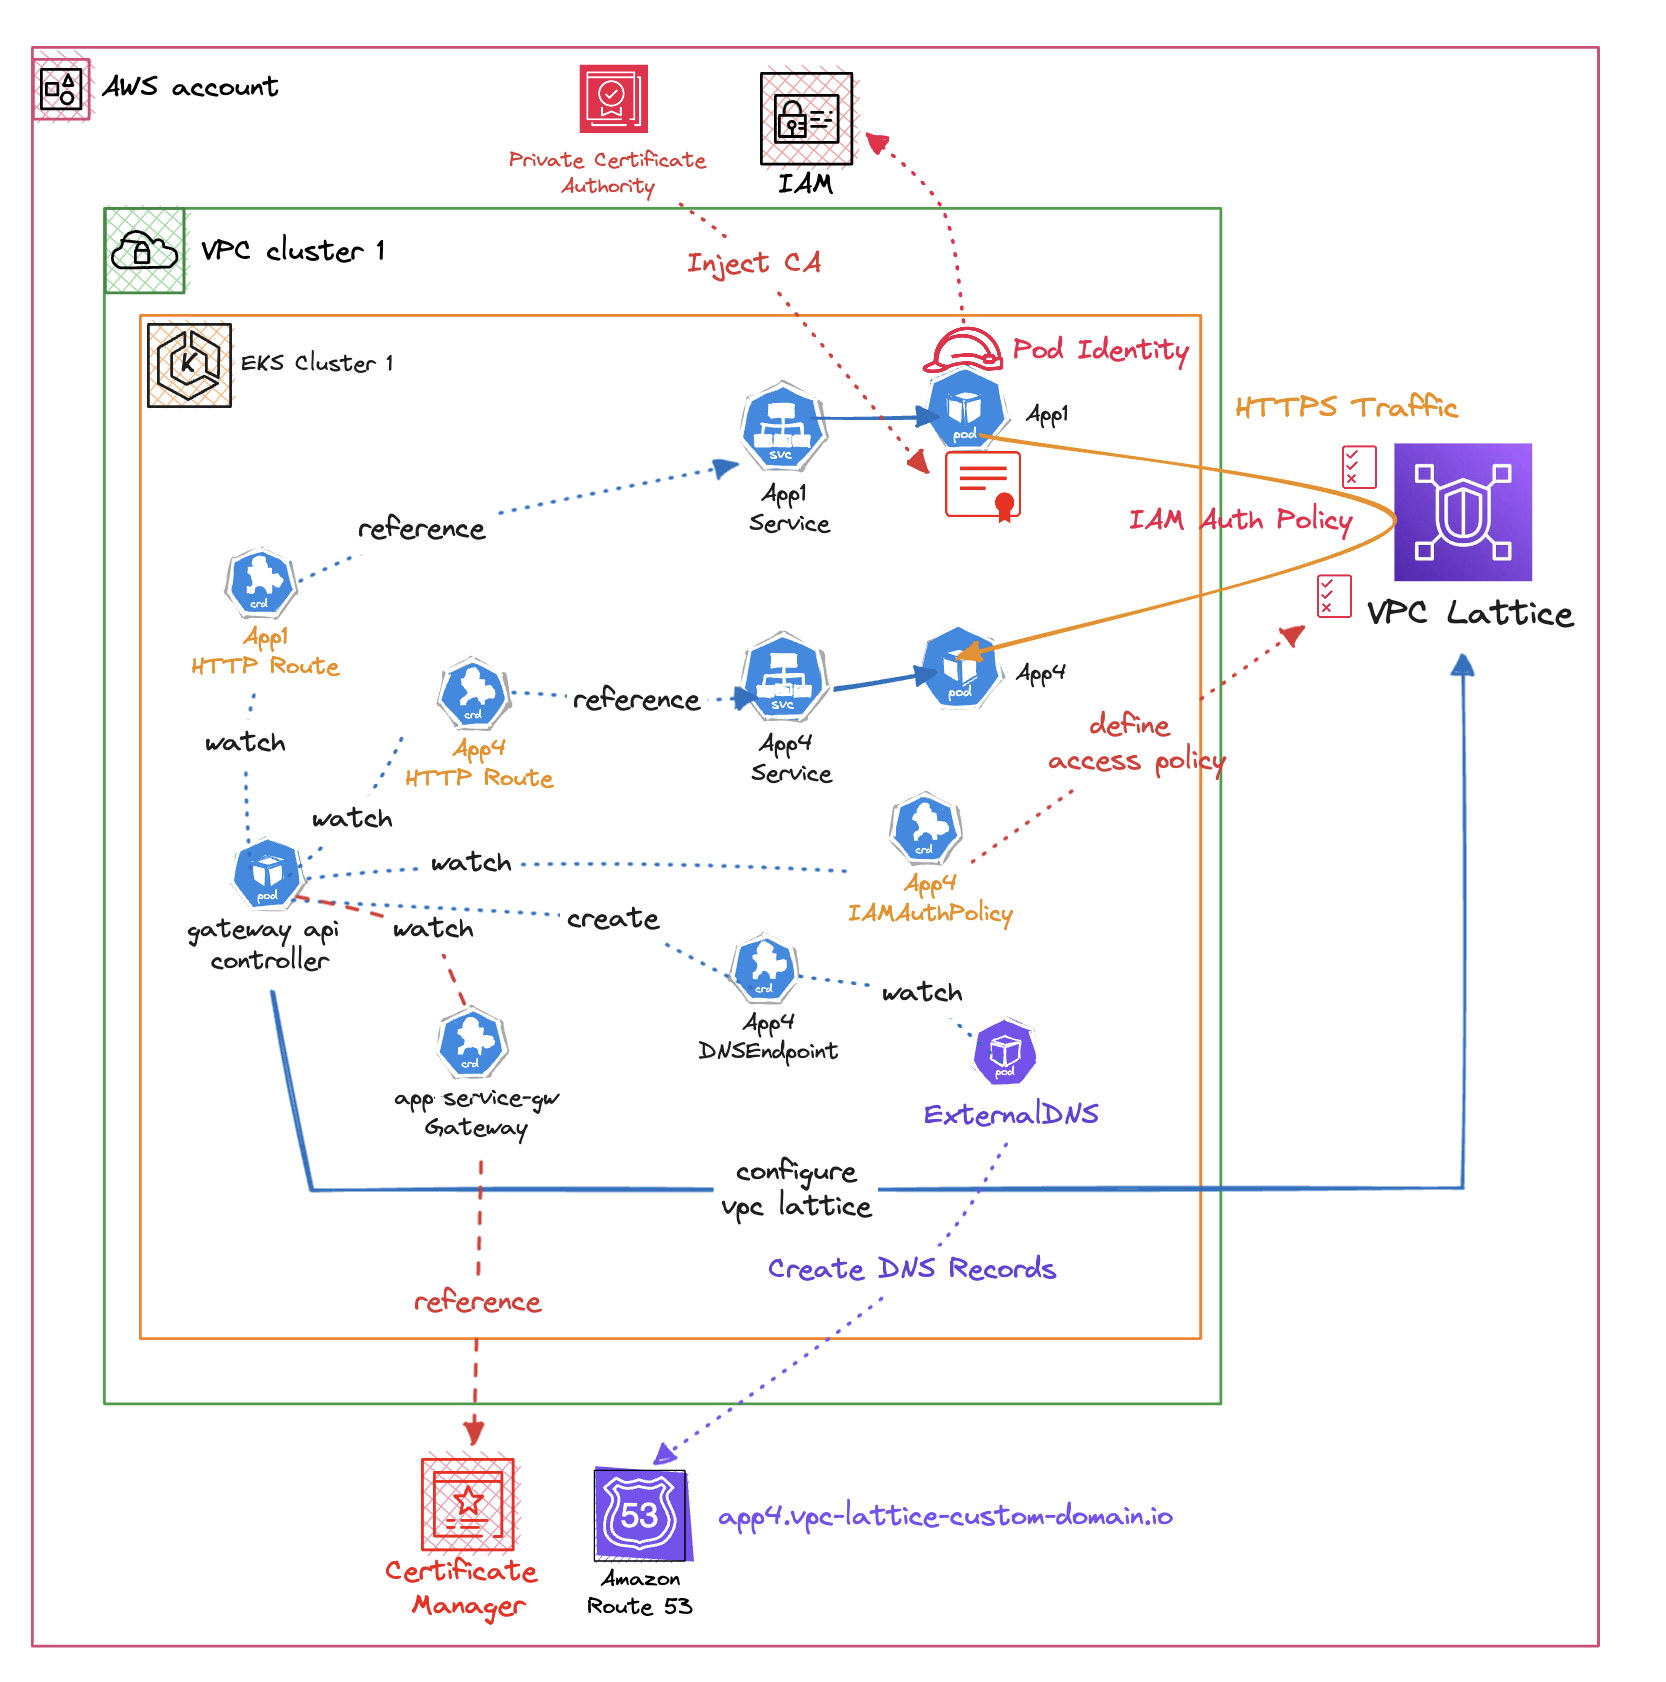 AWS account
Private Certificate
Authority
IAM
VPC cluster 1
Inject CA
EKS Cluster 1
K
Pod Identity
svc
pod
App1
HTTPS Traffic
App1
Service
IAM Auth Policy
reference
crd
App1
HTTP Route
VPC Lattice
crd
reference
svc
pod
App4
App4
HTTP Route
App4
Service
watch
define
access policy
watch
watch
crd
App4
IAMAuthPolicy
pod
gateway api
controller
watch
create
crd
App4
DNSEndpoint
watch
pod
ExternalDNS
crd
app service-gw
Gateway
configure
vpc lattice
Create DNS Records
reference
Certificate
Manager
53
Amazon
Route 53
app4.vpc-lattice-custom-domain.io